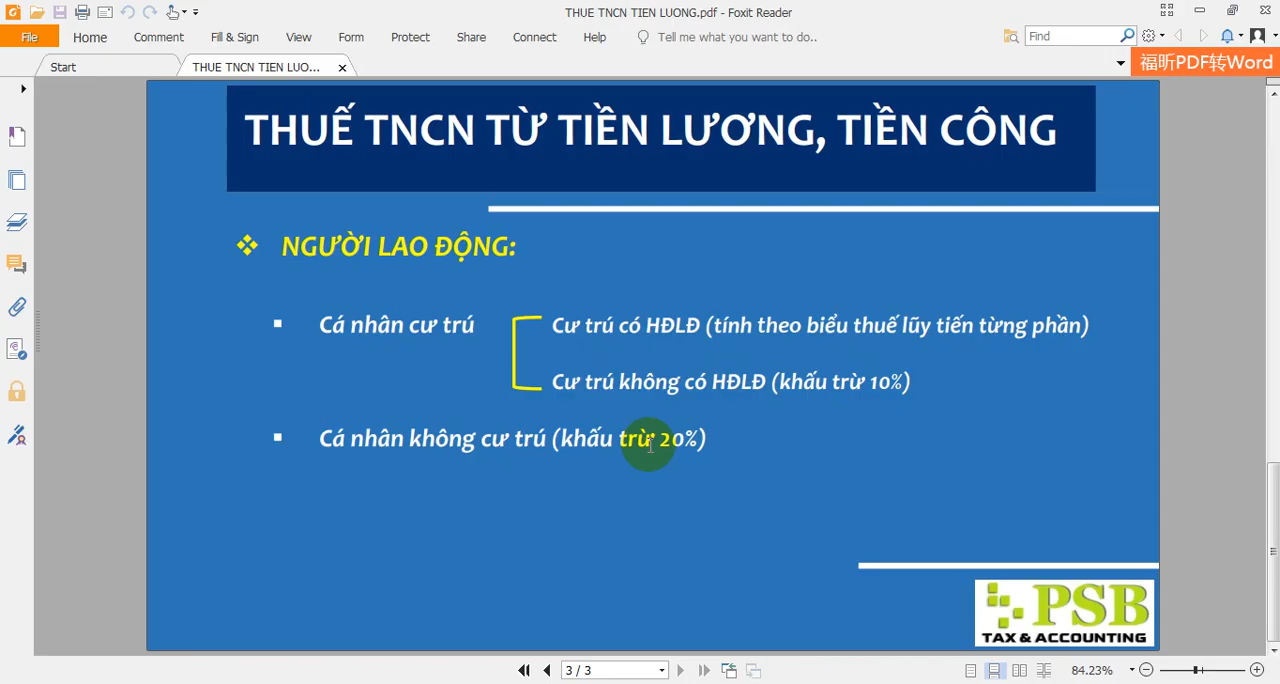 THUE TNCN TIEN LUONG.pdf - Foxit Reader
File Home Comment Fill & Sign View Form Protect Share Connect Help Tell me what you want to do.. Find
Start THUE TNCN TIEN LUO... 福昕PDF转Word
THUẾ TNCN TỪ TIỀN LƯƠNG, TIỀN CÔNG
NGƯỜI LAO ĐỘNG:
Cá nhân cư trú
Cư trú có HĐLĐ (tính theo biểu thuế lũy tiến từng phần)
Cư trú không có HĐLĐ (khấu trừ 10%)
Cá nhân không cư trú (khấu trừ 20%)
PSB
TAX & ACCOUNTING
3 / 3 84.23%